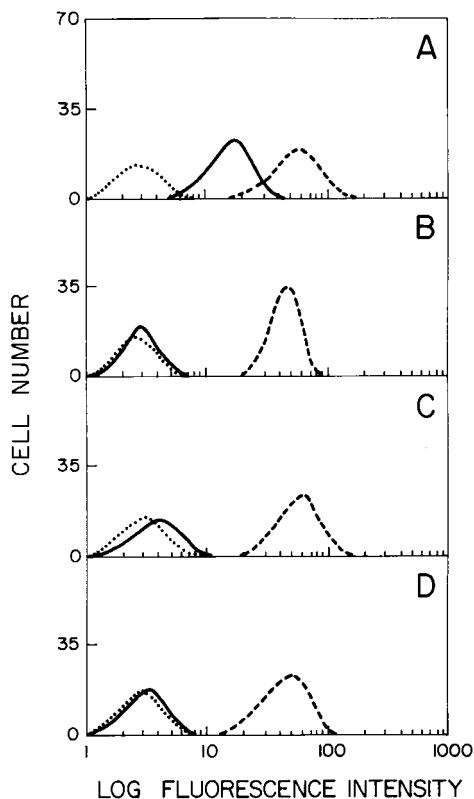 70
A
35
0
B
35
0
C
35
0
D
35
0
1 10 100 1000
CELL NUMBER
LOG FLUORESCENCE INTENSITY